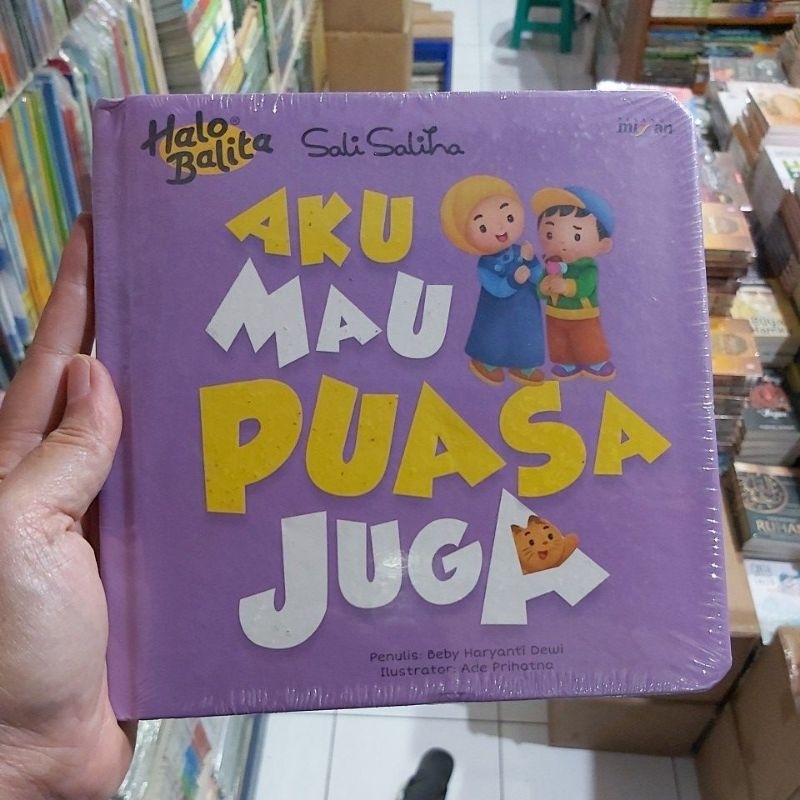 Halo
Balita
Sali Saliha
mizan
AKU
MAU
PUASA
JUGA
Penulis: Beby Haryanti Dewi
Ilustrator: Ade Prihatna